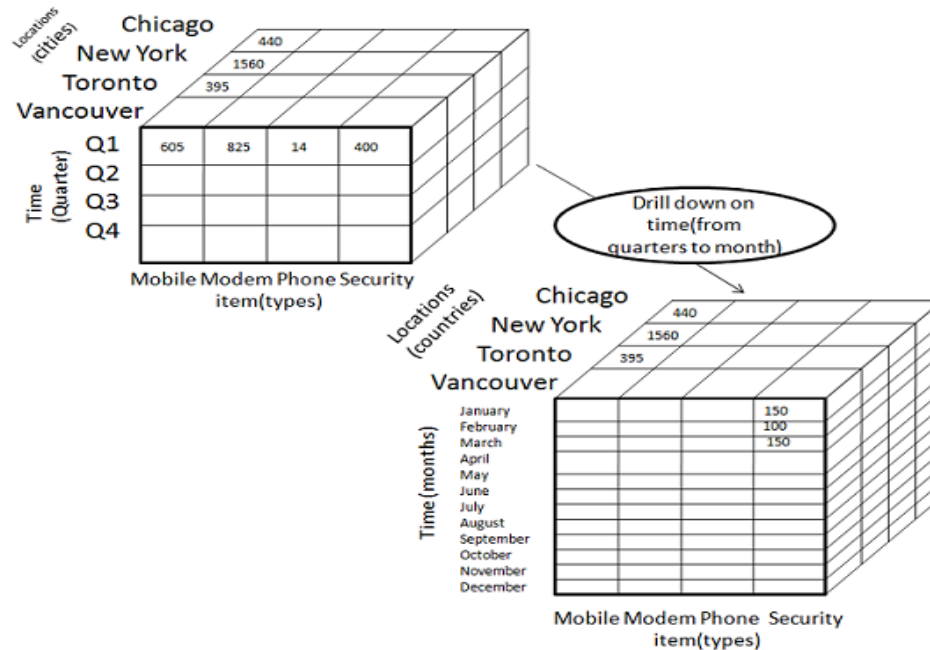 Locations
(cities)
Chicago
New York
Toronto
Vancouver
440
1560
395
Time
(Quarter)
Q1
Q2
Q3
Q4
605 825 14 400
Mobile Modem Phone Security
item(types)
Drill down on
time(from
quarters to month)
Locations
(countries)
Chicago
New York
Toronto
Vancouver
440
1560
395
Time (months)
January
February
March
April
May
June
July
August
September
October
November
December
150
100
150
Mobile Modem Phone Security
item(types)